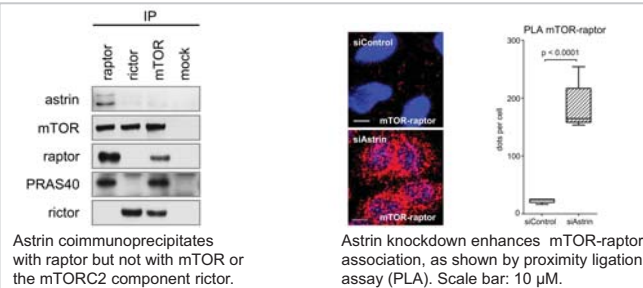 IP
raptor
rictor
mTOR
mock
astrin
mTOR
raptor
PRAS40
rictor
Astrin coimmunoprecipitates
with raptor but not with mTOR or
the mTORC2 component rictor.
siControl
mTOR-raptor
siAstrin
mTOR-raptor
PLA mTOR-raptor
p < 0.0001
dots per cell
300
200
100
0
siControl
siAstrin
Astrin knockdown enhances mTOR-raptor
association, as shown by proximity ligation
assay (PLA). Scale bar: 10 µM.